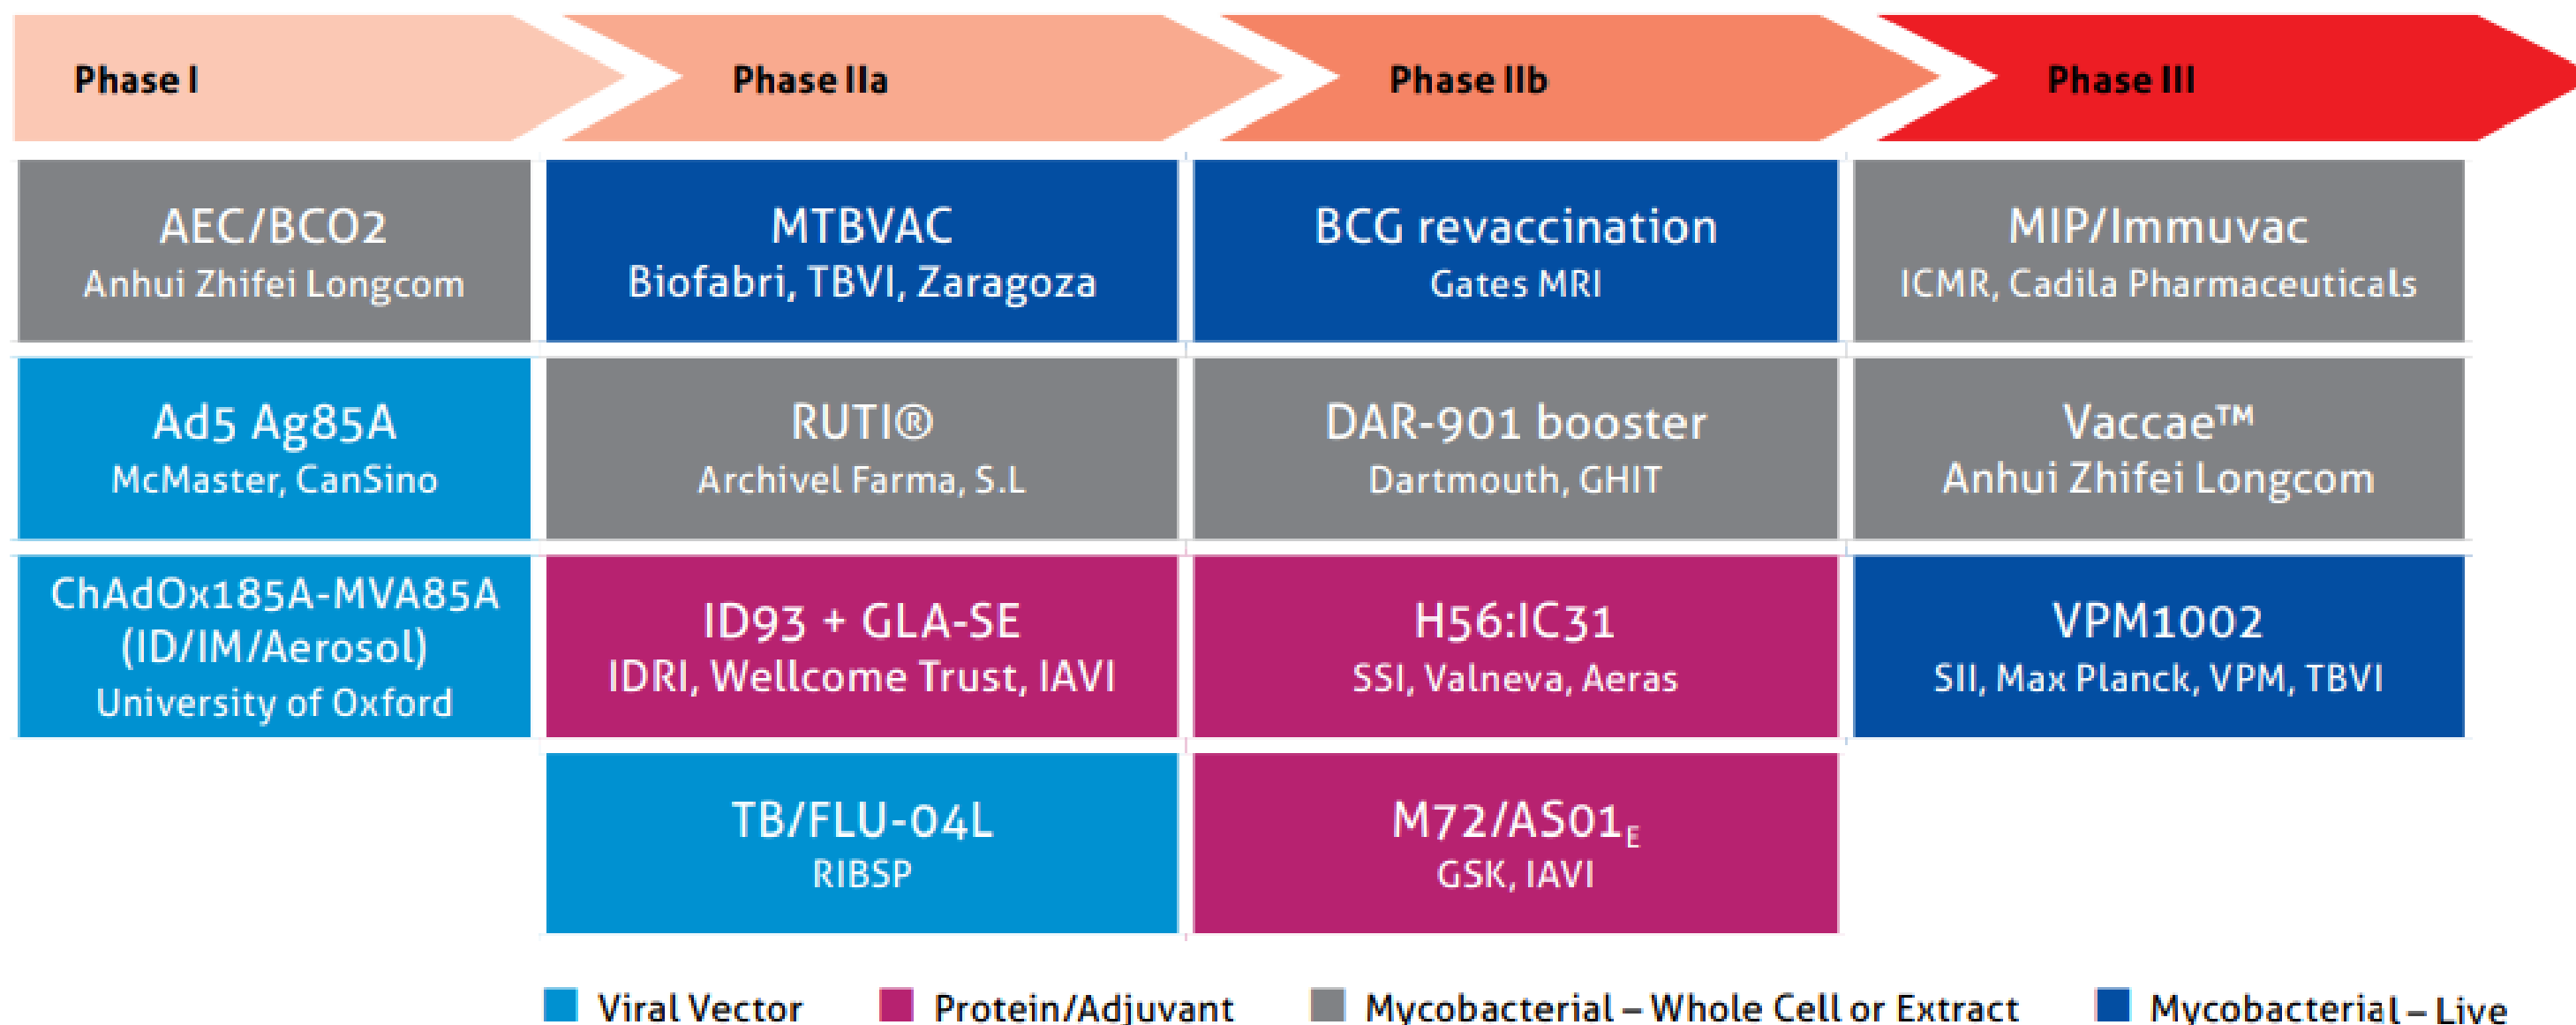 Phase I
Phase IIa
Phase IIb
Phase III
AEC/BCO2
Anhui Zhifei Longcom
MTBVAC
Biofabri, TBVI, Zaragoza
BCG revaccination
Gates MRI
MIP/Immuvac
ICMR, Cadila Pharmaceuticals
Ad5 Ag85A
McMaster, CanSino
RUTI®
Archivel Farma, S.L
DAR-901 booster
Dartmouth, GHIT
Vaccae™
Anhui Zhifei Longcom
ChAdOx185A-MVA85A
(ID/IM/Aerosol)
University of Oxford
ID93 + GLA-SE
IDRI, Wellcome Trust, IAVI
H56:IC31
SSI, Valneva, Aeras
VPM1002
SII, Max Planck, VPM, TBVI
TB/FLU-04L
RIBSP
M72/AS01E
GSK, IAVI
Viral Vector
Protein/Adjuvant
Mycobacterial – Whole Cell or Extract
Mycobacterial – Live